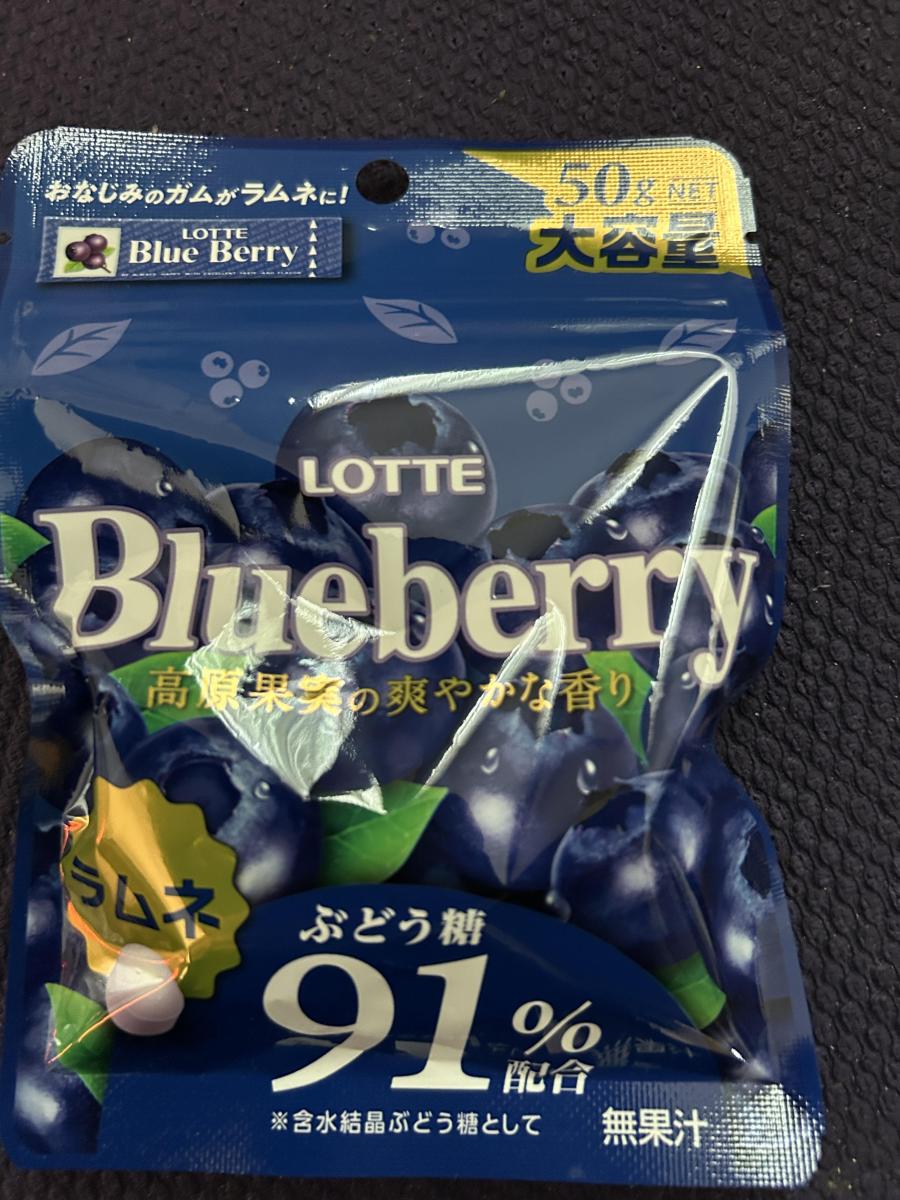 おなじみのガムがラムネに!
LOTTE
Blue Berry
50g NET
大容量
LOTTE
Blueberry
高原果実の爽やかな香り
ラムネ
ぶどう糖
91%
配合
※含水結晶ぶどう糖として
無果汁